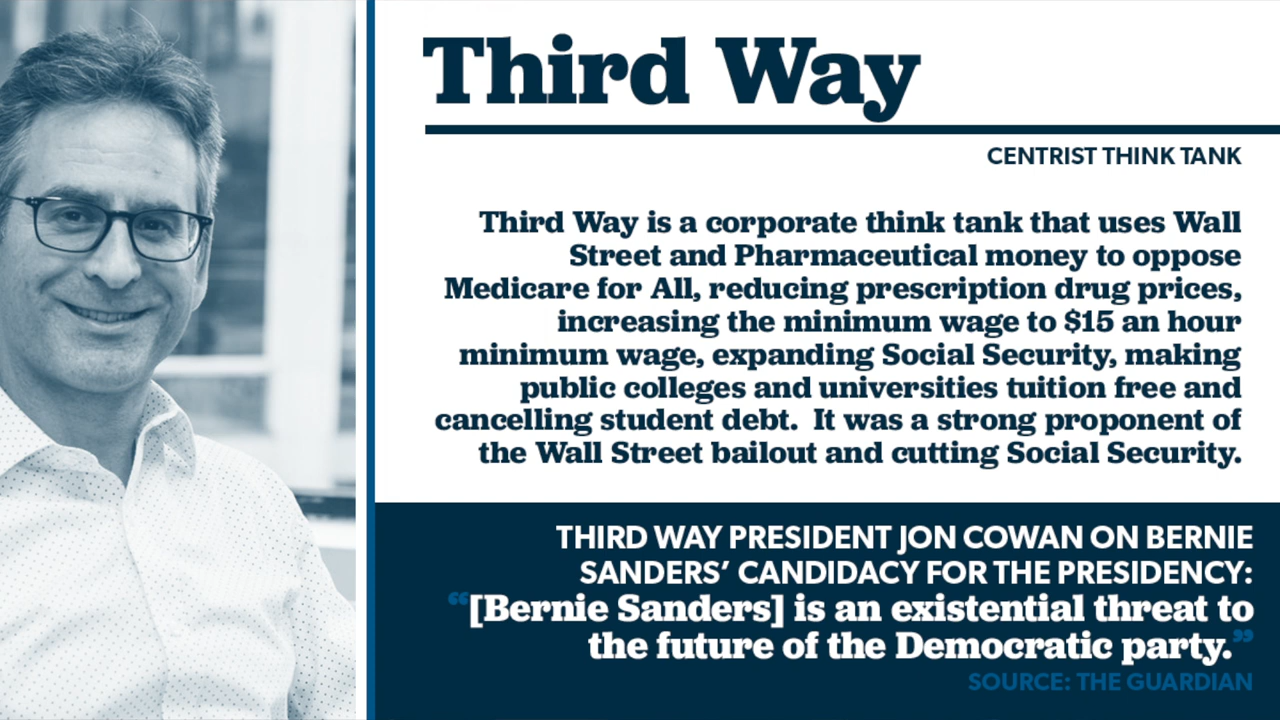 Third Way
CENTRIST THINK TANK
Third Way is a corporate think tank that uses Wall
Street and Pharmaceutical money to oppose
Medicare for All, reducing prescription drug prices,
increasing the minimum wage to $15 an hour
minimum wage, expanding Social Security, making
public colleges and universities tuition free and
cancelling student debt.  It was a strong proponent of
the Wall Street bailout and cutting Social Security.
THIRD WAY PRESIDENT JON COWAN ON BERNIE
SANDERS’ CANDIDACY FOR THE PRESIDENCY:
“[Bernie Sanders] is an existential threat to
the future of the Democratic party.”
SOURCE: THE GUARDIAN